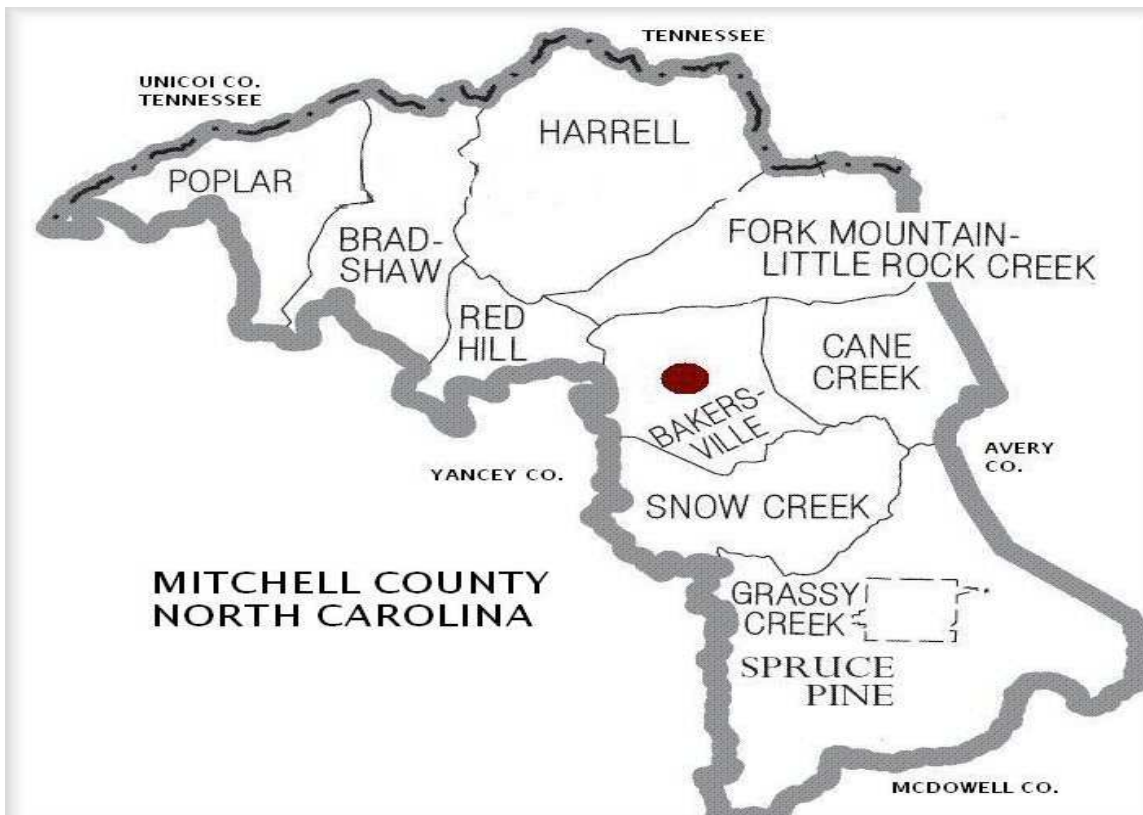 TENNESSEE
UNICOI CO.
TENNESSEE
HARRELL
POPLAR
BRAD-
SHAW
FORK MOUNTAIN-
LITTLE ROCK CREEK
RED
HILL
CANE
CREEK
BAKERS-
VILLE
AVERY
CO.
YANCEY CO.
SNOW CREEK
MITCHELL COUNTY
NORTH CAROLINA
GRASSY
CREEK
SPRUCE
PINE
MCDOWELL CO.